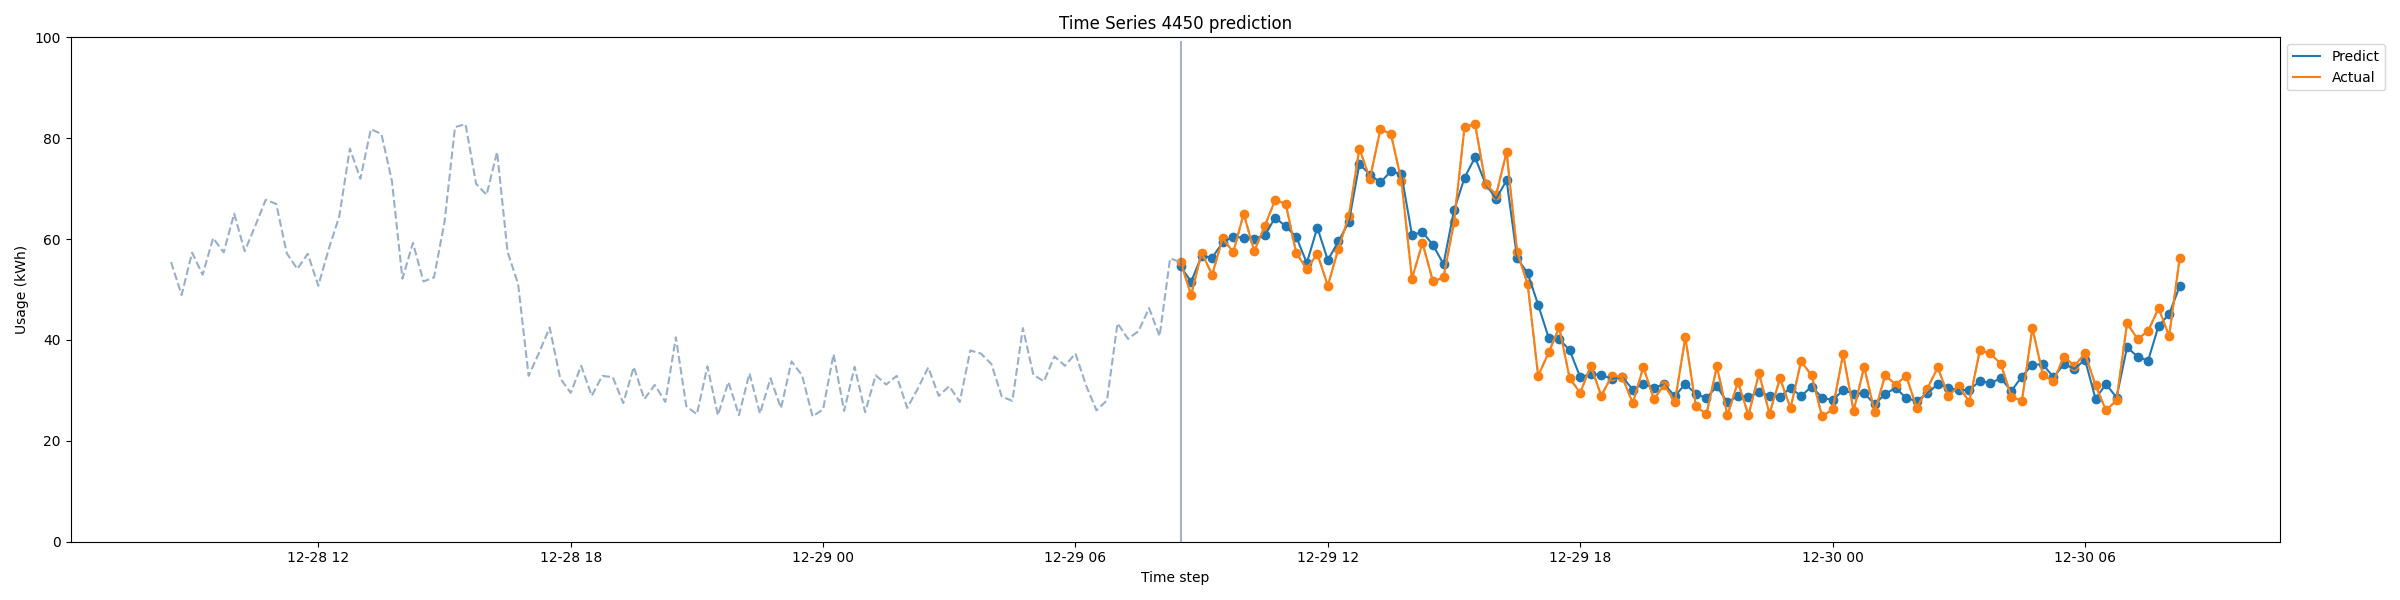 Time Series 4450 prediction
Predict
Actual
Usage (kWh)
100
80
60
40
20
0
12-28 12
12-28 18
12-29 00
12-29 06
12-29 12
12-29 18
12-30 00
12-30 06
Time step